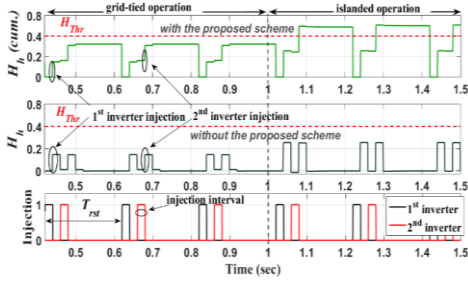 grid-tied operation islanded operation
0.8
0.6
0.4
0.2
0
H_h (cum.)
H_Thr
with the proposed scheme
0.5 0.6 0.7 0.8 0.9 1 1.1 1.2 1.3 1.4 1.5
1st inverter injection 2nd inverter injection
0.8
0.4
0.2
0
H_h
H_Thr
without the proposed scheme
0.5 0.6 0.7 0.8 0.9 1 1.1 1.2 1.3 1.4 1.5
1
0
Injection
T_rst
injection interval
1st inverter
2nd inverter
0.5 0.6 0.7 0.8 0.9 1 1.1 1.2 1.3 1.4 1.5
Time (sec)